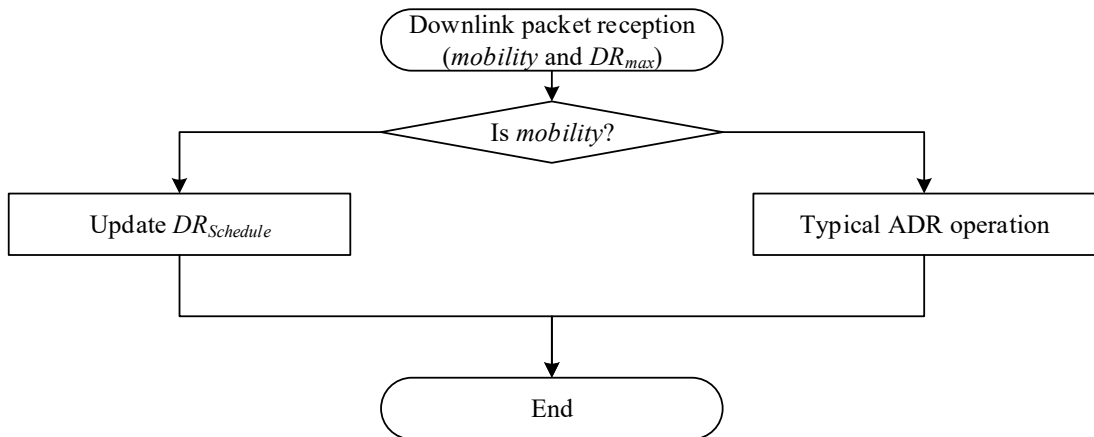 Downlink packet reception
(mobility and DRmax)
Is mobility?
Update DRSchedule
Typical ADR operation
End